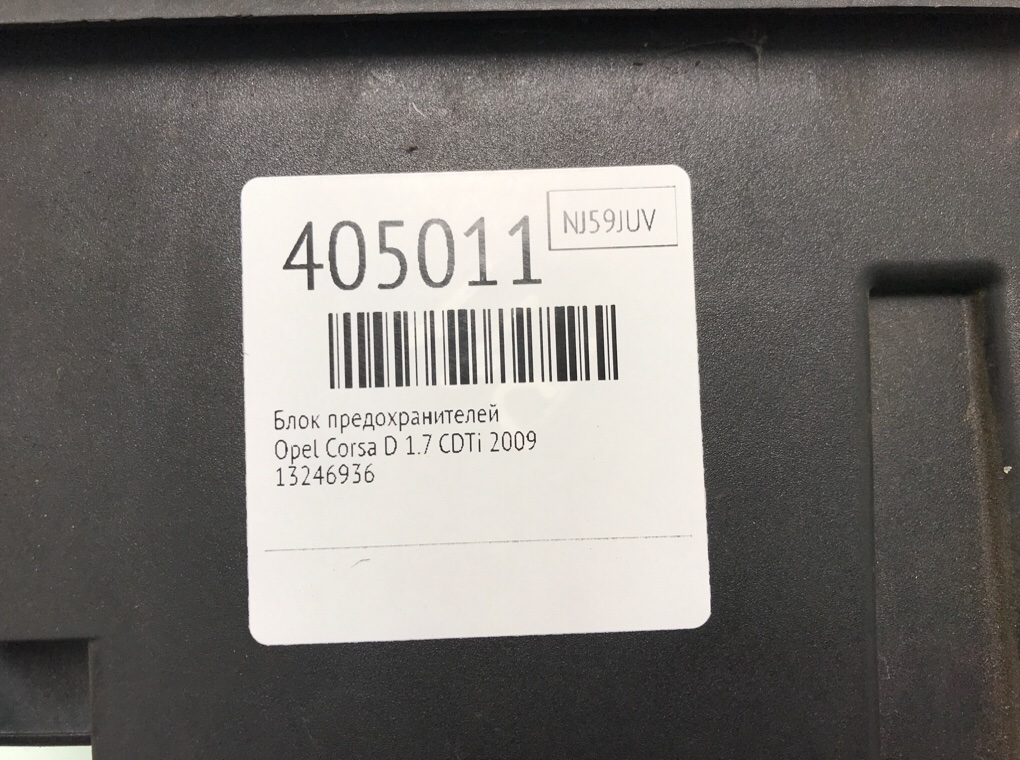 405011
NJ59JUV
Блок предохранителей
Opel Corsa D 1.7 CDTi 2009
13246936